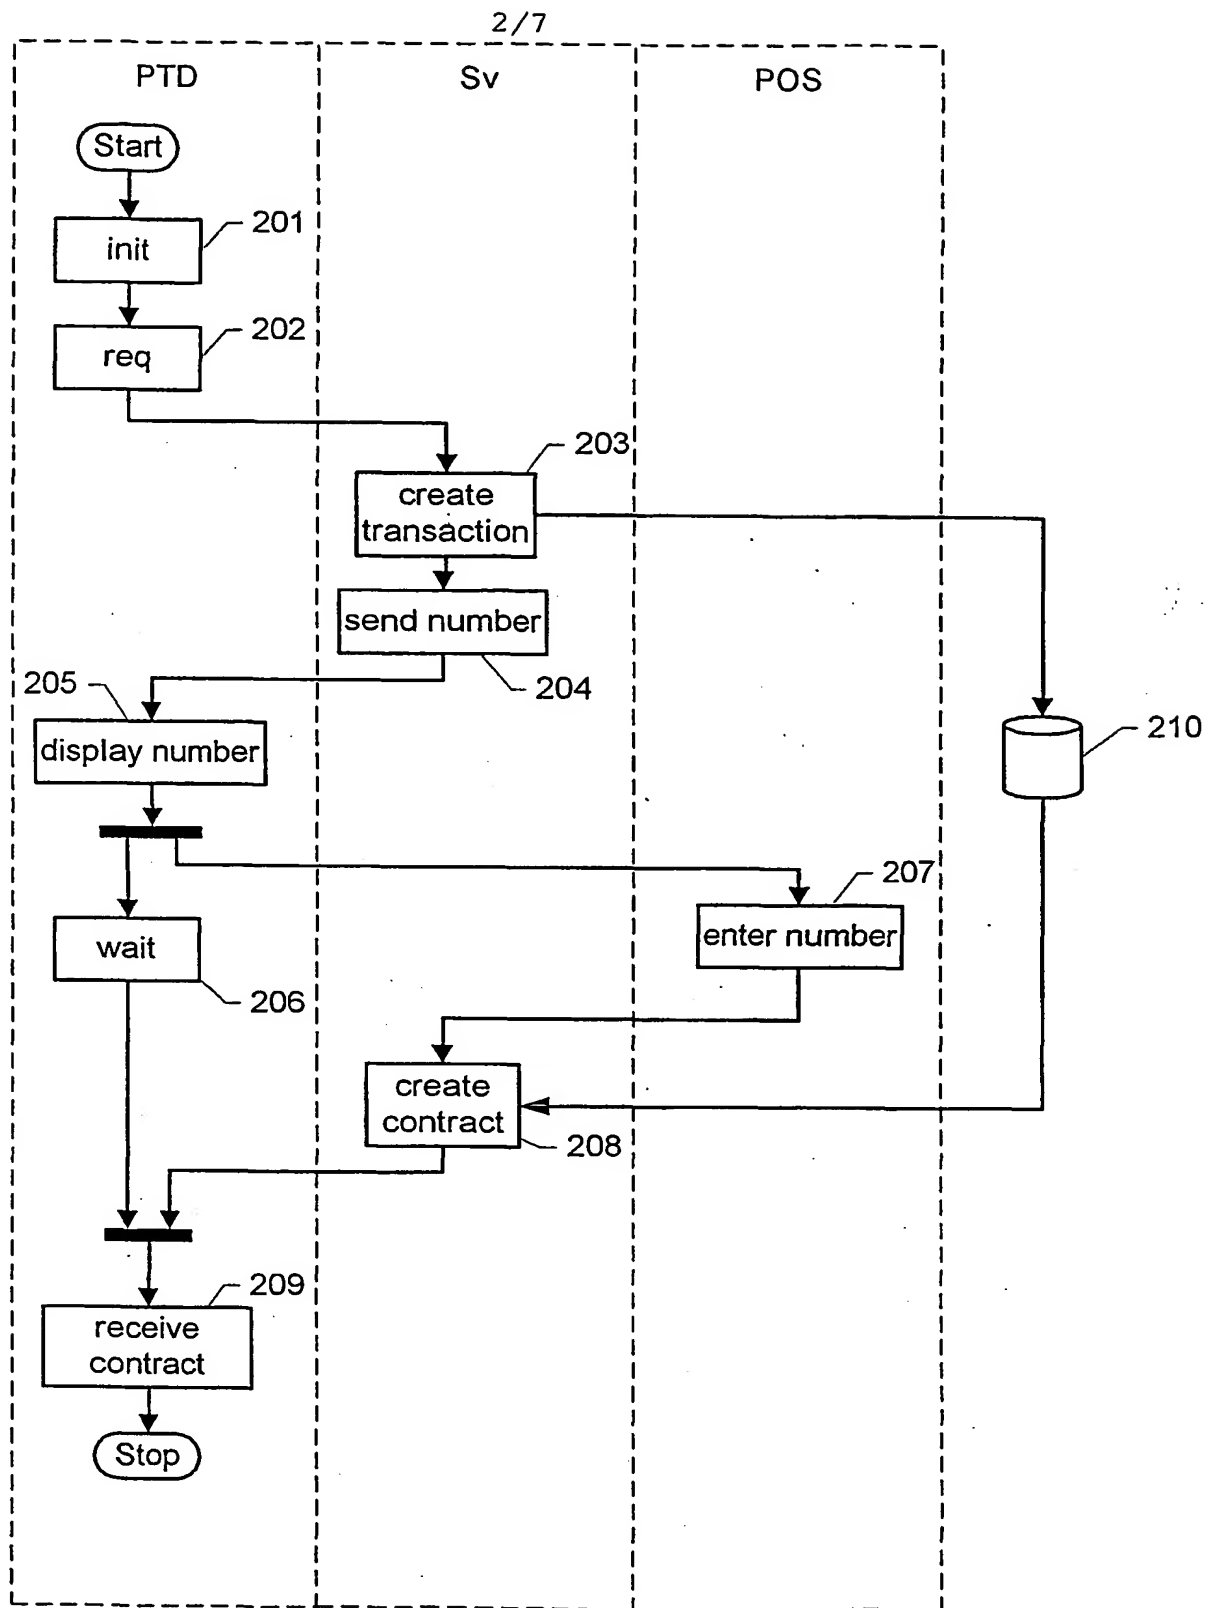 2/7
PTD
Sv
POS
Start
init
201
req
202
203
create
transaction
send number
204
205
display number
210
207
enter number
wait
206
create
contract
208
209
receive
contract
Stop